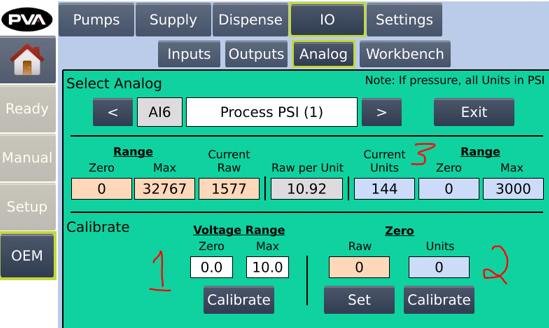 PVA Pumps Supply Dispense IO Settings
Inputs Outputs Analog Workbench
Select Analog Note: If pressure, all Units in PSI
< AI6 Process PSI (1) > Exit
Ready
Manual
Setup
OEM
Range Current Current 3 Range
Zero Max Raw Raw per Unit Units Zero Max
0 32767 1577 10.92 144 0 3000
Calibrate Voltage Range Zero
Zero Max Raw Units
1 0.0 10.0 0 0 2
Calibrate Set Calibrate